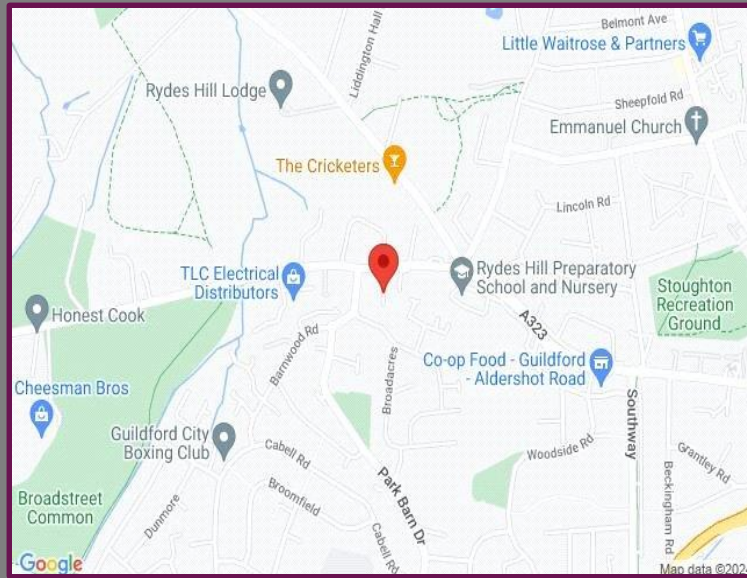 Belmont Ave
Little Waitrose & Partners
Liddington Hall
Rydes Hill Lodge
Sheepfold Rd
Emmanuel Church
The Cricketers
Lincoln Rd
TLC Electrical
Distributors
Rydes Hill Preparatory
School and Nursery
Stoughton
Recreation
Ground
Honest Cook
A323
Barnwood Rd
Co-op Food - Guildford
- Aldershot Road
Broadacres
Cheesman Bros
Southway
Guildford City
Boxing Club
Cabell Rd
Woodside Rd
Grantley Rd
Park Barn Dr
Beckingham Rd
Broadstreet
Common
Dunmore
Broomfield
Cabell Rd
Google
Map data ©2024